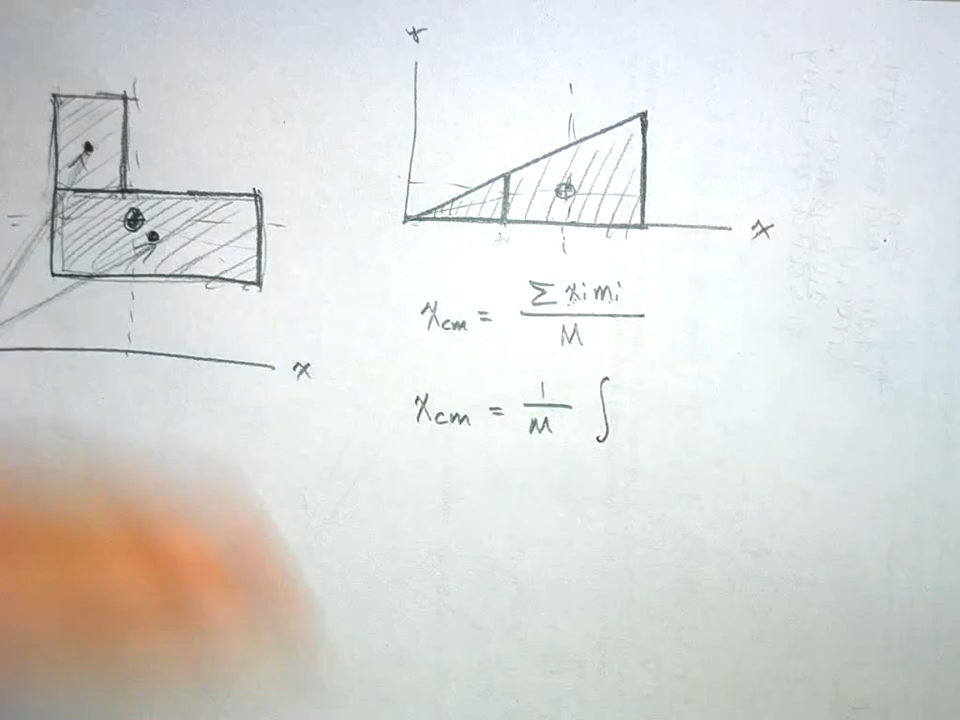 Y
x
x
x_cm = Σ x_i m_i / M
x_cm = 1/M ∫